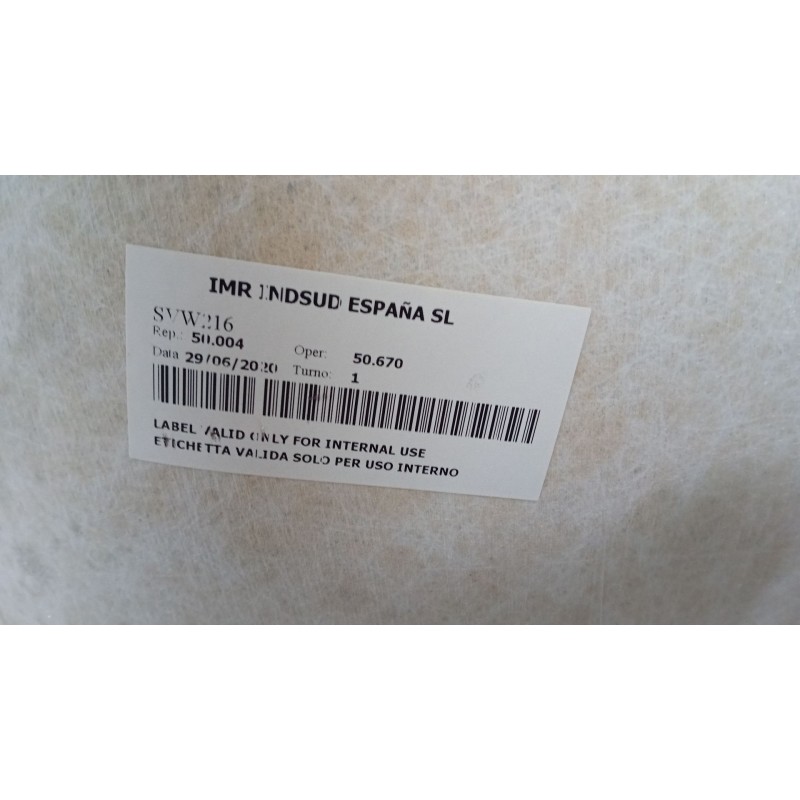 IMR INDSUD ESPAÑA SL
SVW216
Rep.: 50.004 Oper: 50.670
Data 29/06/2020 Turno: 1
LABEL VALID ONLY FOR INTERNAL USE
ETICHETTA VALIDA SOLO PER USO INTERNO